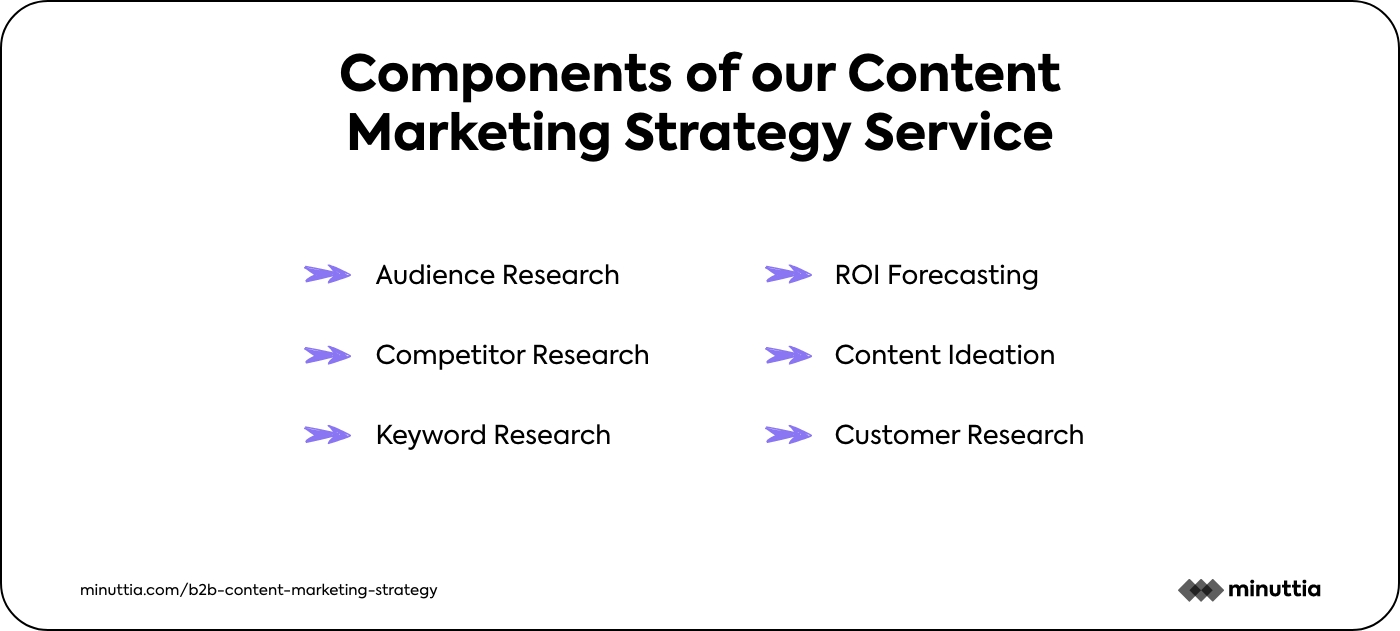 Components of our Content
Marketing Strategy Service
Audience Research
Competitor Research
Keyword Research
ROI Forecasting
Content Ideation
Customer Research
minuttia.com/b2b-content-marketing-strategy
minuttia